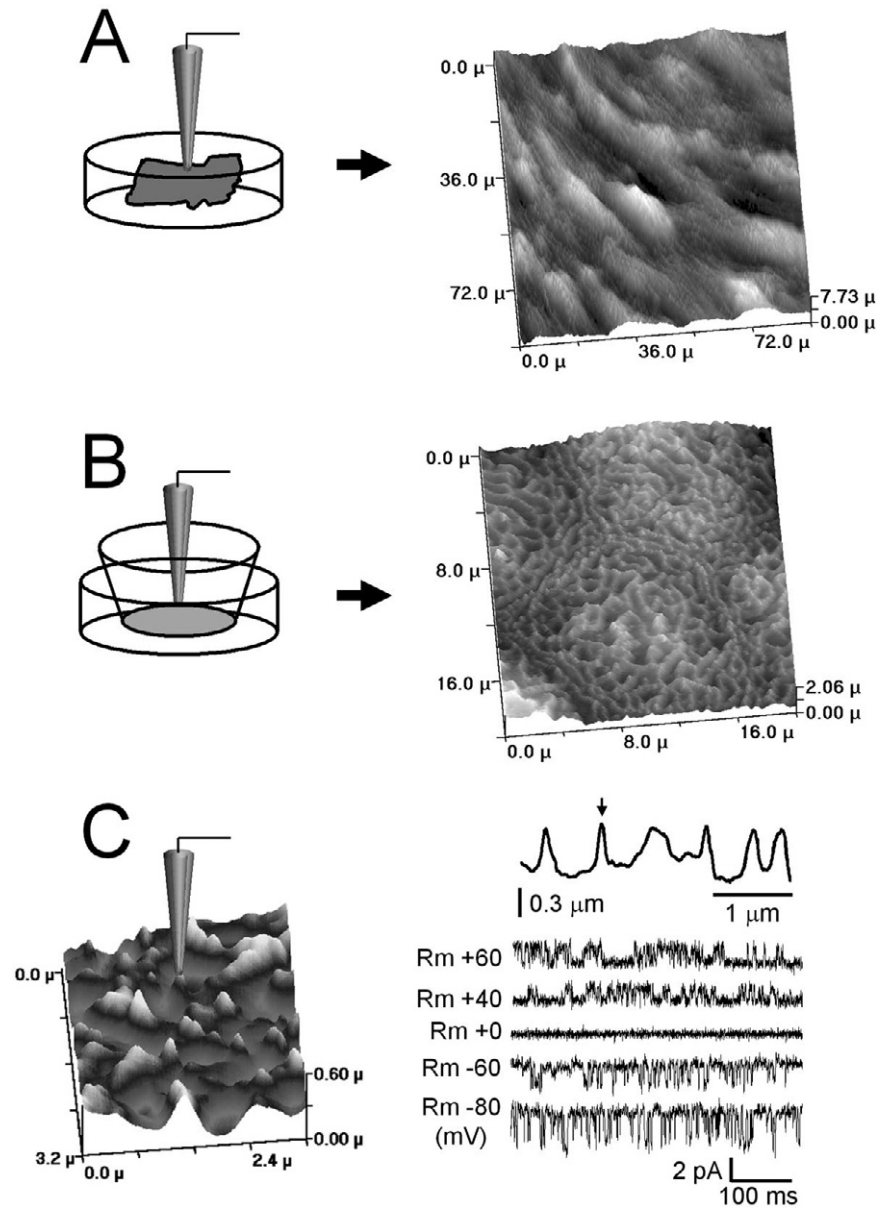 A
0.0 μ
36.0 μ
72.0 μ
7.73 μ
0.00 μ
0.0 μ
36.0 μ
72.0 μ
B
0.0 μ
8.0 μ
16.0 μ
2.06 μ
0.00 μ
0.0 μ
8.0 μ
16.0 μ
C
0.0 μ
0.60 μ
0.00 μ
3.2 μ
0.0 μ
2.4 μ
0.3 μm
1 μm
Rm +60
Rm +40
Rm +0
Rm -60
Rm -80
(mV)
2 pA
100 ms